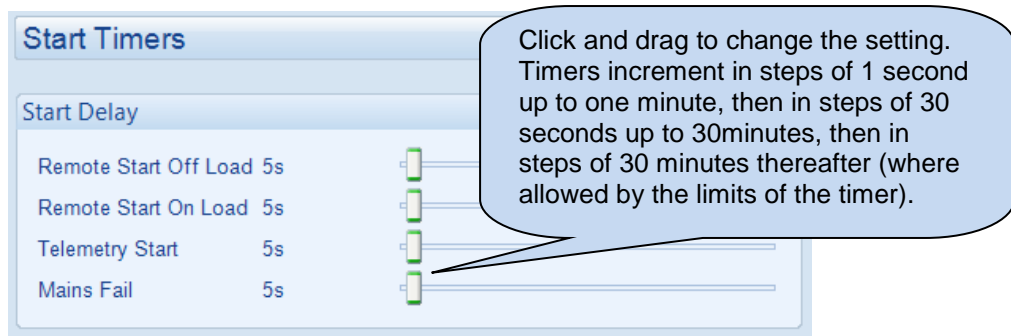 Start Timers
Click and drag to change the setting.
Timers increment in steps of 1 second
up to one minute, then in steps of 30
seconds up to 30minutes, then in
steps of 30 minutes thereafter (where
allowed by the limits of the timer).
Start Delay
Remote Start Off Load 5s
Remote Start On Load 5s
Telemetry Start 5s
Mains Fail 5s